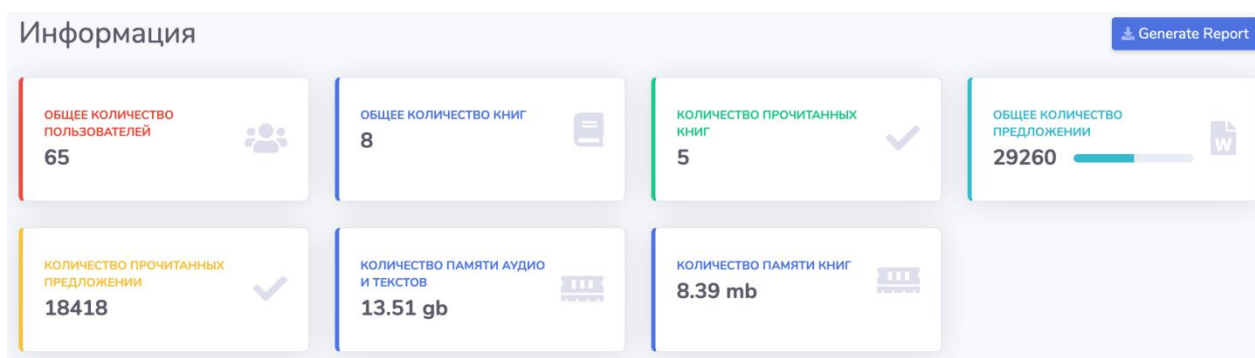 Информация
Generate Report
ОБЩЕЕ КОЛИЧЕСТВО
ПОЛЬЗОВАТЕЛЕЙ
65
ОБЩЕЕ КОЛИЧЕСТВО КНИГ
8
КОЛИЧЕСТВО ПРОЧИТАННЫХ
КНИГ
5
ОБЩЕЕ КОЛИЧЕСТВО
ПРЕДЛОЖЕНИИ
29260
W
КОЛИЧЕСТВО ПРОЧИТАННЫХ
ПРЕДЛОЖЕНИИ
18418
КОЛИЧЕСТВО ПАМЯТИ АУДИО
И ТЕКСТОВ
13.51 gb
КОЛИЧЕСТВО ПАМЯТИ КНИГ
8.39 mb